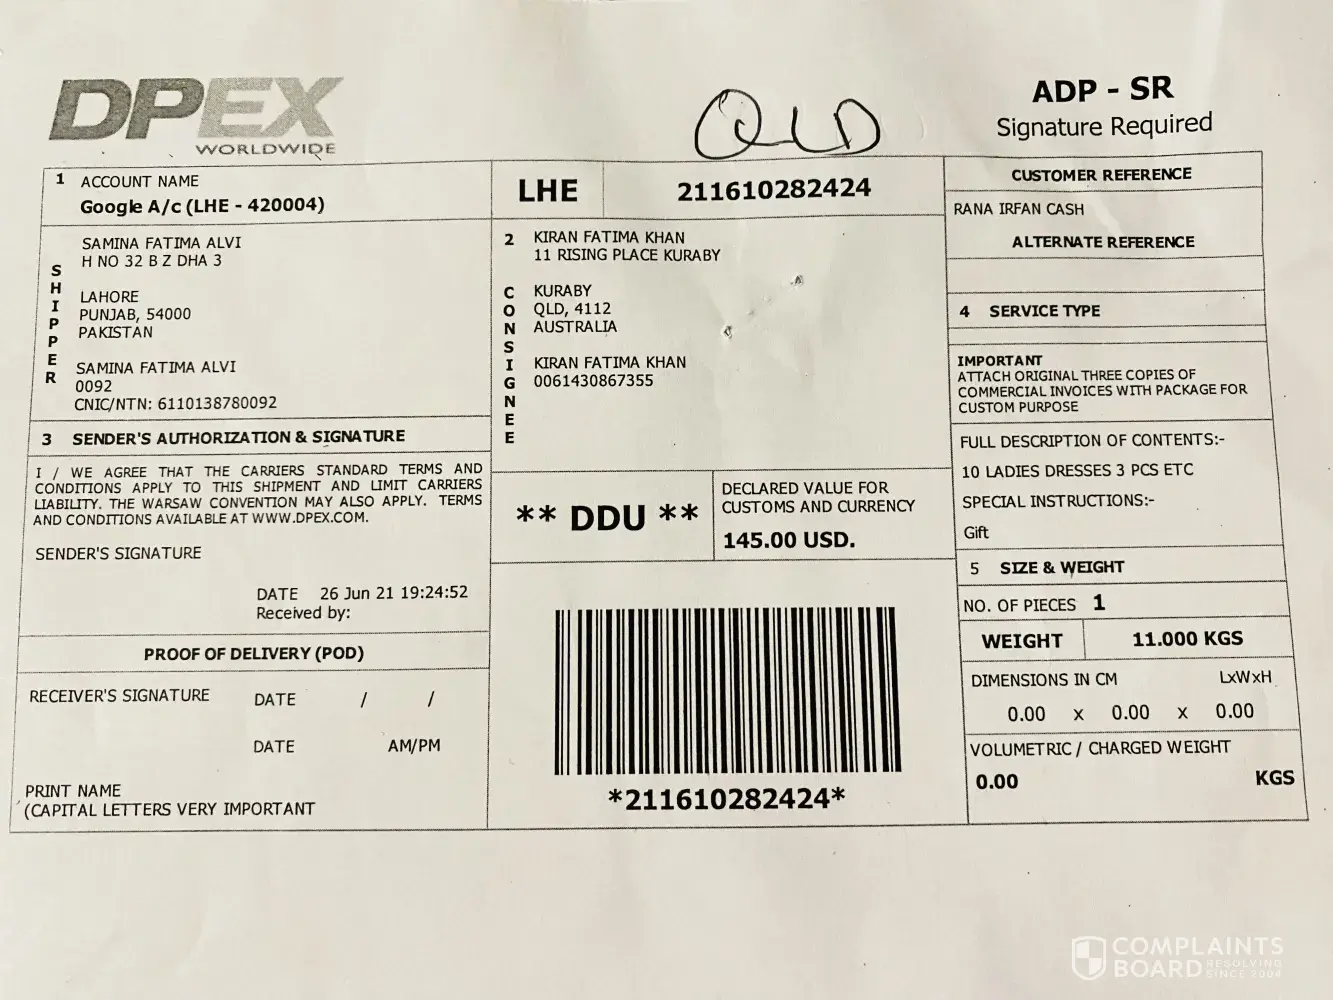 DPEX
WORLDWIDE
QLD
ADP - SR
Signature Required
1 ACCOUNT NAME
Google A/c (LHE - 420004)
LHE
211610282424
CUSTOMER REFERENCE
RANA IRFAN CASH
ALTERNATE REFERENCE
SHIPPER
SAMINA FATIMA ALVI
H NO 32 B Z DHA 3
LAHORE
PUNJAB, 54000
PAKISTAN
SAMINA FATIMA ALVI
0092
CNIC/NTN: 6110138780092
2 KIRAN FATIMA KHAN
11 RISING PLACE KURABY
CONSIGNEE
KURABY
QLD, 4112
AUSTRALIA
KIRAN FATIMA KHAN
0061430867355
4 SERVICE TYPE
IMPORTANT
ATTACH ORIGINAL THREE COPIES OF
COMMERCIAL INVOICES WITH PACKAGE FOR
CUSTOM PURPOSE
FULL DESCRIPTION OF CONTENTS:-
10 LADIES DRESSES 3 PCS ETC
SPECIAL INSTRUCTIONS:-
Gift
3 SENDER'S AUTHORIZATION & SIGNATURE
I / WE AGREE THAT THE CARRIERS STANDARD TERMS AND
CONDITIONS APPLY TO THIS SHIPMENT AND LIMIT CARRIERS
LIABILITY. THE WARSAW CONVENTION MAY ALSO APPLY. TERMS
AND CONDITIONS AVAILABLE AT WWW.DPEX.COM.
SENDER'S SIGNATURE
DATE 26 Jun 21 19:24:52
Received by:
** DDU **
DECLARED VALUE FOR
CUSTOMS AND CURRENCY
145.00 USD.
5 SIZE & WEIGHT
NO. OF PIECES 1
WEIGHT 11.000 KGS
DIMENSIONS IN CM LxWxH
0.00 x 0.00 x 0.00
VOLUMETRIC / CHARGED WEIGHT
0.00 KGS
PROOF OF DELIVERY (POD)
RECEIVER'S SIGNATURE DATE / /
DATE AM/PM
PRINT NAME
(CAPITAL LETTERS VERY IMPORTANT
*211610282424*
COMPLAINTS
BOARD RESOLVING
SINCE 2004